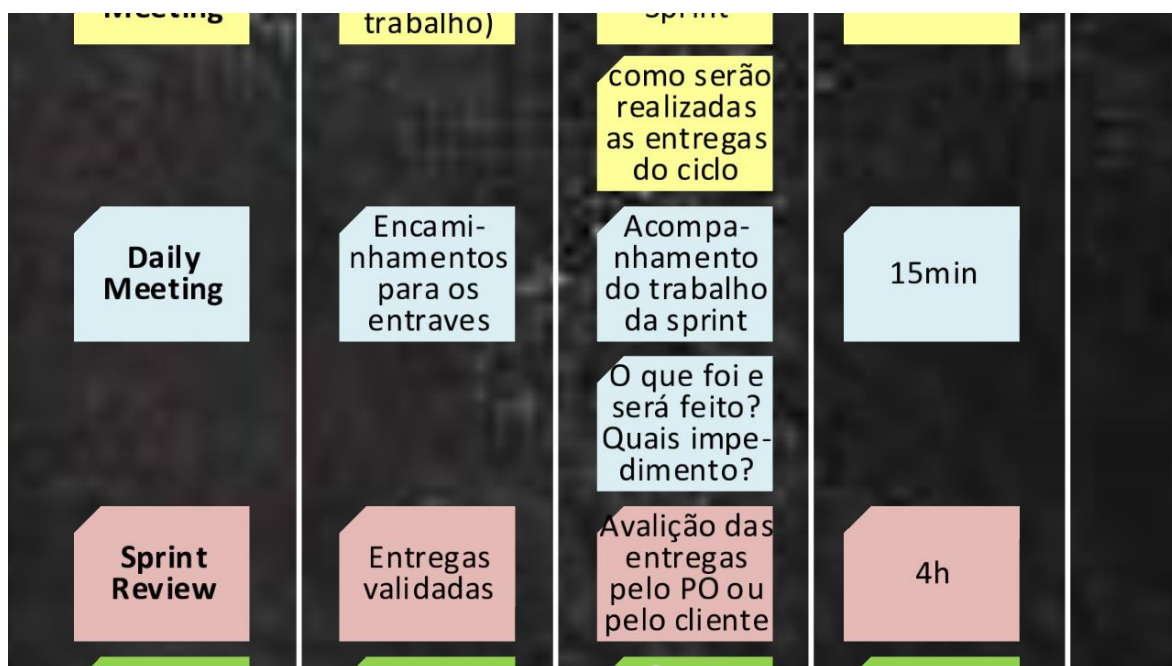 Meeting
trabalho)
Sprint
como serão
realizadas
as entregas
do ciclo
Daily
Meeting
Encami-
nhamentos
para os
entraves
Acompa-
nhamento
do trabalho
da sprint
15min
O que foi e
será feito?
Quais impe-
dimento?
Sprint
Review
Entregas
validadas
Avalição das
entregas
pelo PO ou
pelo cliente
4h